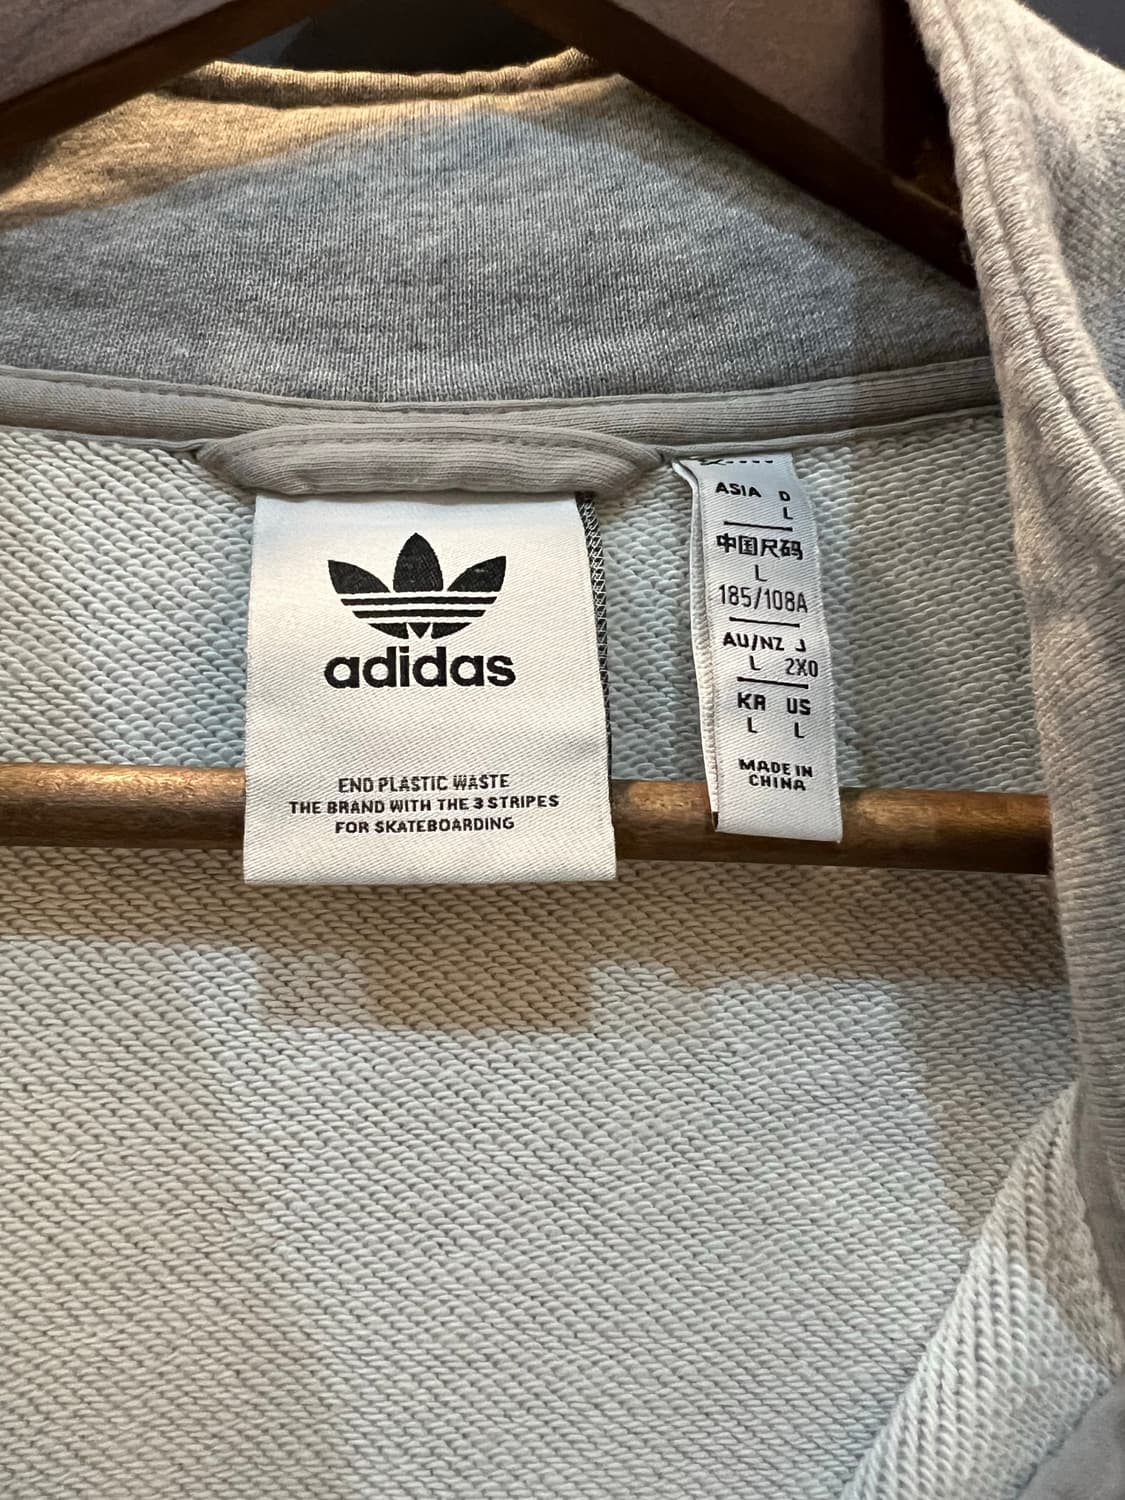 adidas
END PLASTIC WASTE
THE BRAND WITH THE 3 STRIPES
FOR SKATEBOARDING
ASIA D
L
中国尺码
L
185/108A
AU/NZ J
L 2XO
KR US
L L
MADE IN
CHINA